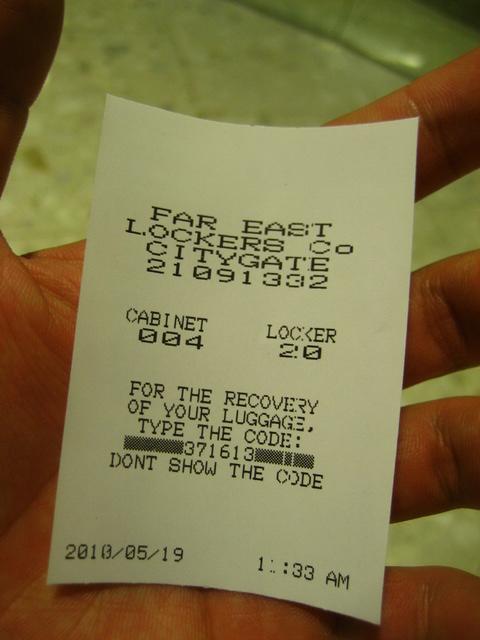 FAR EAST
LOCKERS Co
CITYGATE
21091332
CABINET LOCKER
004 20
FOR THE RECOVERY
OF YOUR LUGGAGE,
TYPE THE CODE:
371613
DONT SHOW THE CODE
2010/05/19 11:33 AM